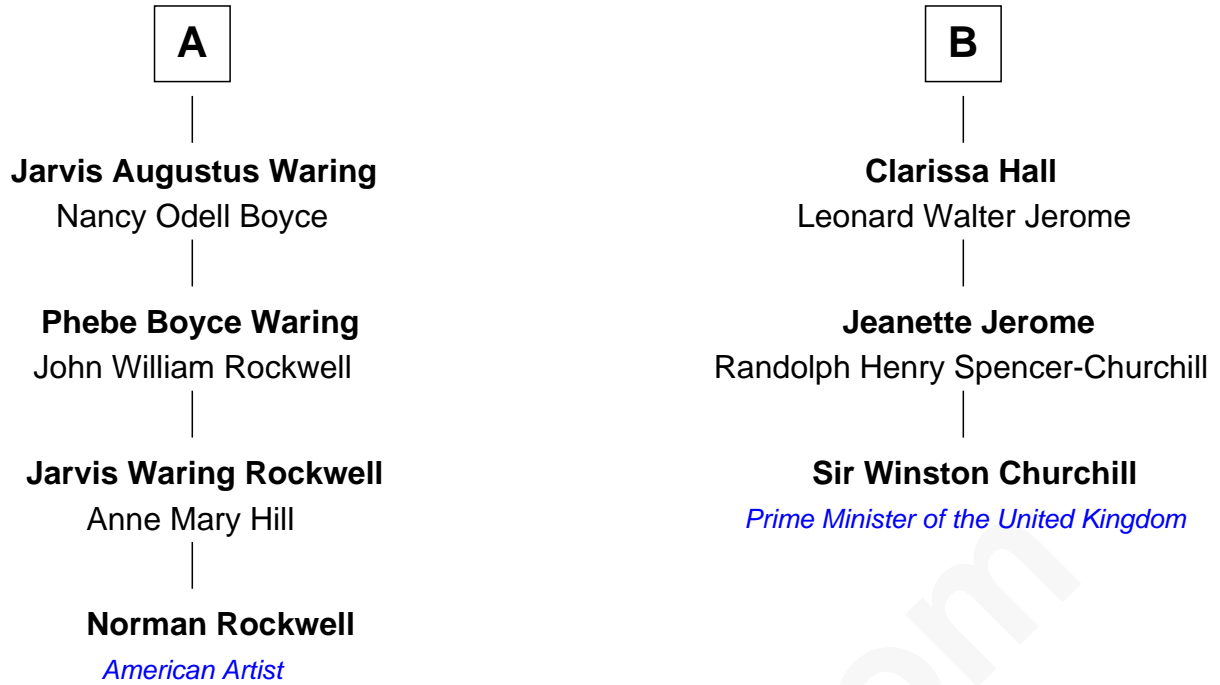 A
Jarvis Augustus Waring
Nancy Odell Boyce
Phebe Boyce Waring
John William Rockwell
Jarvis Waring Rockwell
Anne Mary Hill
Norman Rockwell
American Artist
B
Clarissa Hall
Leonard Walter Jerome
Jeanette Jerome
Randolph Henry Spencer-Churchill
Sir Winston Churchill
Prime Minister of the United Kingdom
om